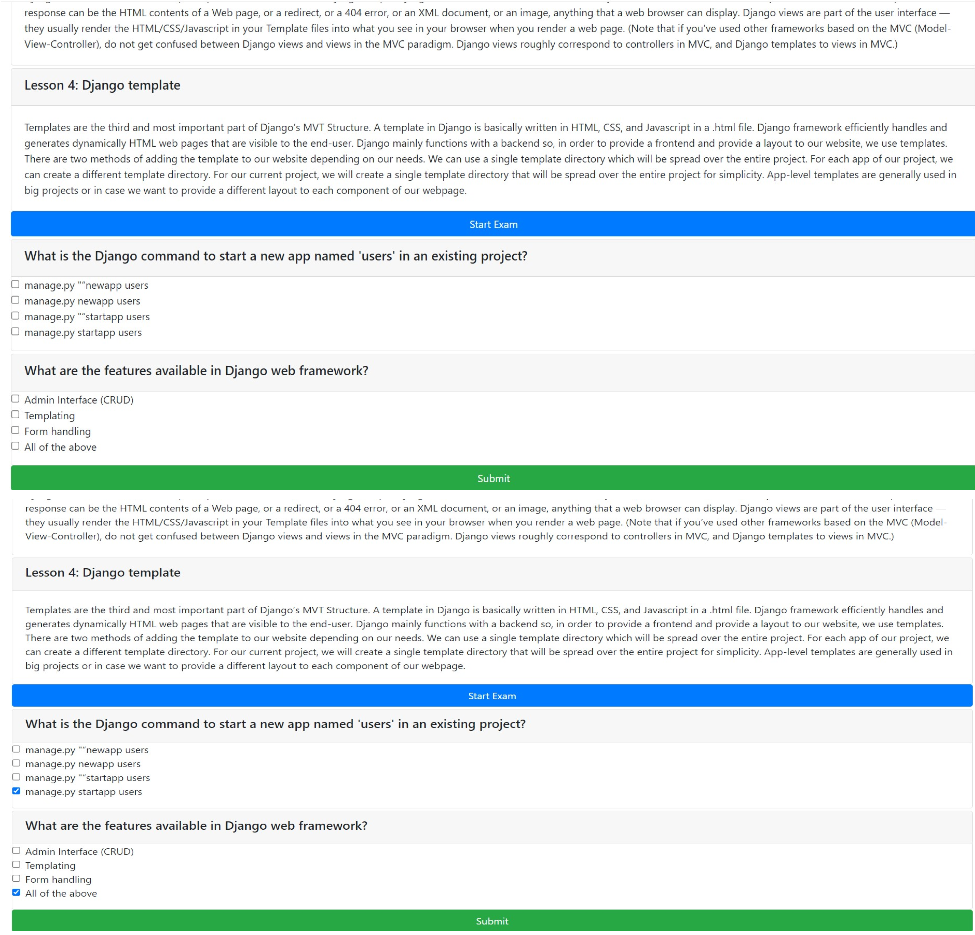 response can be the HTML contents of a Web page, or a redirect, or a 404 error, or an XML document, or an image, anything that a web browser can display. Django views are part of the user interface —
they usually render the HTML/CSS/Javascript in your Template files into what you see in your browser when you render a web page. (Note that if you've used other frameworks based on the MVC (Model-
View-Controller), do not get confused between Django views and views in the MVC paradigm. Django views roughly correspond to controllers in MVC, and Django templates to views in MVC.)
Lesson 4: Django template
Templates are the third and most important part of Django's MVT Structure. A template in Django is basically written in HTML, CSS, and Javascript in a .html file. Django framework efficiently handles and
generates dynamically HTML web pages that are visible to the end-user. Django mainly functions with a backend so, in order to provide a frontend and provide a layout to our website, we use templates.
There are two methods of adding the template to our website depending on our needs. We can use a single template directory which will be spread over the entire project. For each app of our project, we
can create a different template directory. For our current project, we will create a single template directory that will be spread over the entire project for simplicity. App-level templates are generally used in
big projects or in case we want to provide a different layout to each component of our webpage.
Start Exam
What is the Django command to start a new app named 'users' in an existing project?
manage.py ""newapp users
manage.py newapp users
manage.py ""startapp users
manage.py startapp users
What are the features available in Django web framework?
Admin Interface (CRUD)
Templating
Form handling
All of the above
Submit
response can be the HTML contents of a Web page, or a redirect, or a 404 error, or an XML document, or an image, anything that a web browser can display. Django views are part of the user interface —
they usually render the HTML/CSS/Javascript in your Template files into what you see in your browser when you render a web page. (Note that if you've used other frameworks based on the MVC (Model-
View-Controller), do not get confused between Django views and views in the MVC paradigm. Django views roughly correspond to controllers in MVC, and Django templates to views in MVC.)
Lesson 4: Django template
Templates are the third and most important part of Django's MVT Structure. A template in Django is basically written in HTML, CSS, and Javascript in a .html file. Django framework efficiently handles and
generates dynamically HTML web pages that are visible to the end-user. Django mainly functions with a backend so, in order to provide a frontend and provide a layout to our website, we use templates.
There are two methods of adding the template to our website depending on our needs. We can use a single template directory which will be spread over the entire project. For each app of our project, we
can create a different template directory. For our current project, we will create a single template directory that will be spread over the entire project for simplicity. App-level templates are generally used in
big projects or in case we want to provide a different layout to each component of our webpage.
Start Exam
What is the Django command to start a new app named 'users' in an existing project?
manage.py ""newapp users
manage.py newapp users
manage.py ""startapp users
manage.py startapp users
What are the features available in Django web framework?
Admin Interface (CRUD)
Templating
Form handling
All of the above
Submit